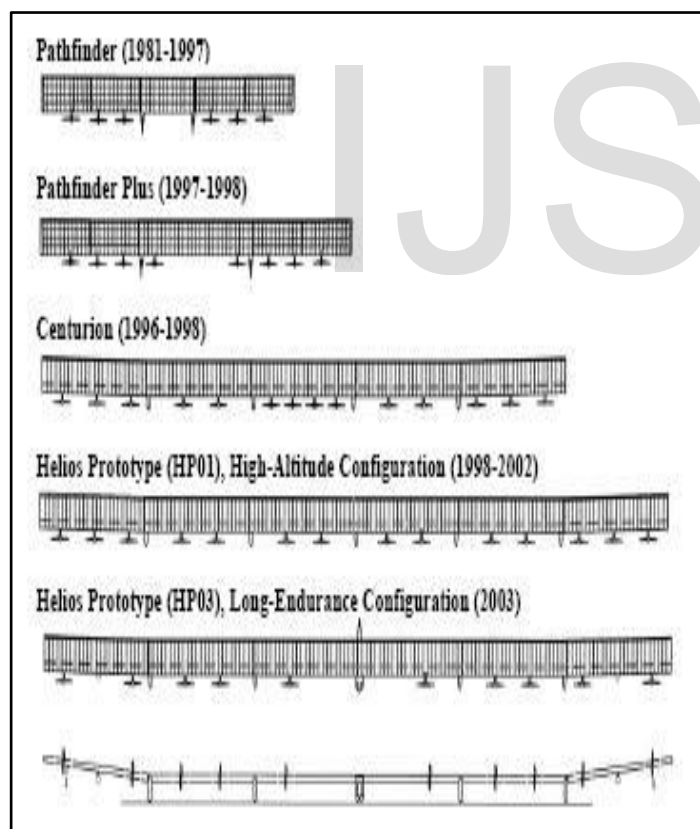 Pathfinder (1981-1997)
IJS
Pathfinder Plus (1997-1998)
Centurion (1996-1998)
Helios Prototype (HP01), High-Altitude Configuration (1998-2002)
Helios Prototype (HP03), Long-Endurance Configuration (2003)